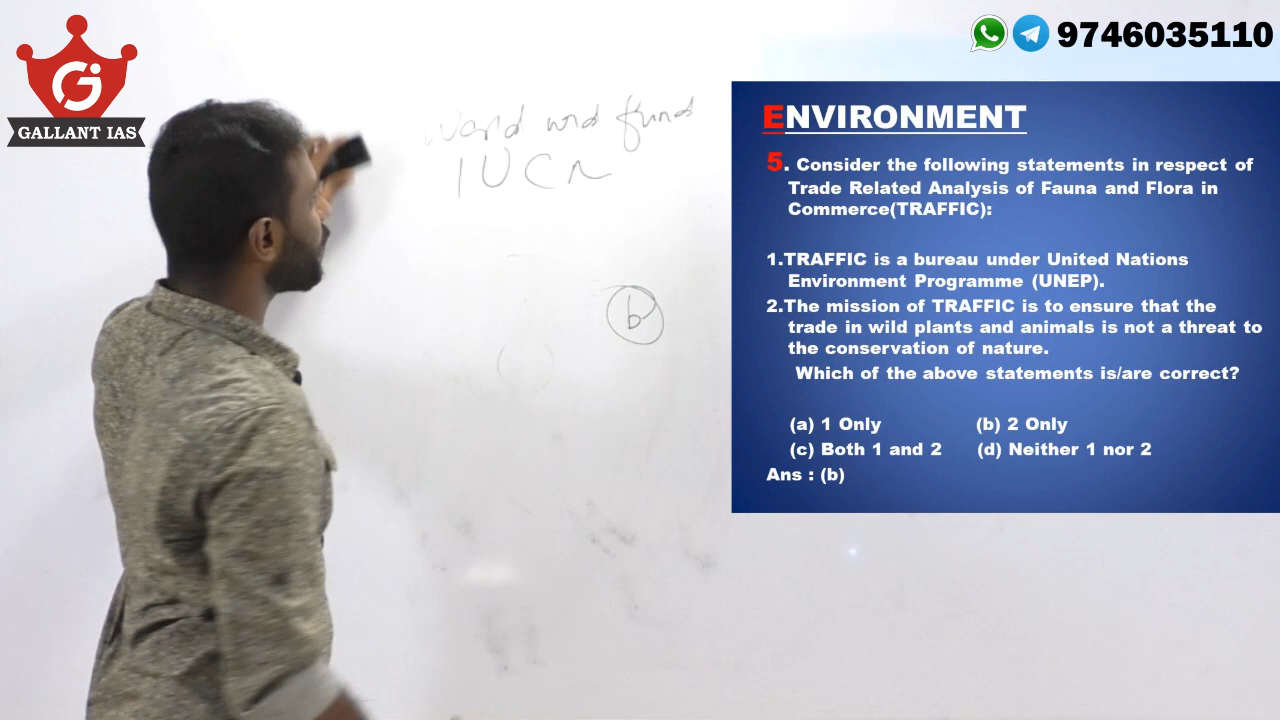 GALLANT IAS
9746035110
World wid fund
IUCN
b
ENVIRONMENT
5. Consider the following statements in respect of
Trade Related Analysis of Fauna and Flora in
Commerce(TRAFFIC):
1.TRAFFIC is a bureau under United Nations
Environment Programme (UNEP).
2.The mission of TRAFFIC is to ensure that the
trade in wild plants and animals is not a threat to
the conservation of nature.
Which of the above statements is/are correct?
(a) 1 Only (b) 2 Only
(c) Both 1 and 2 (d) Neither 1 nor 2
Ans : (b)